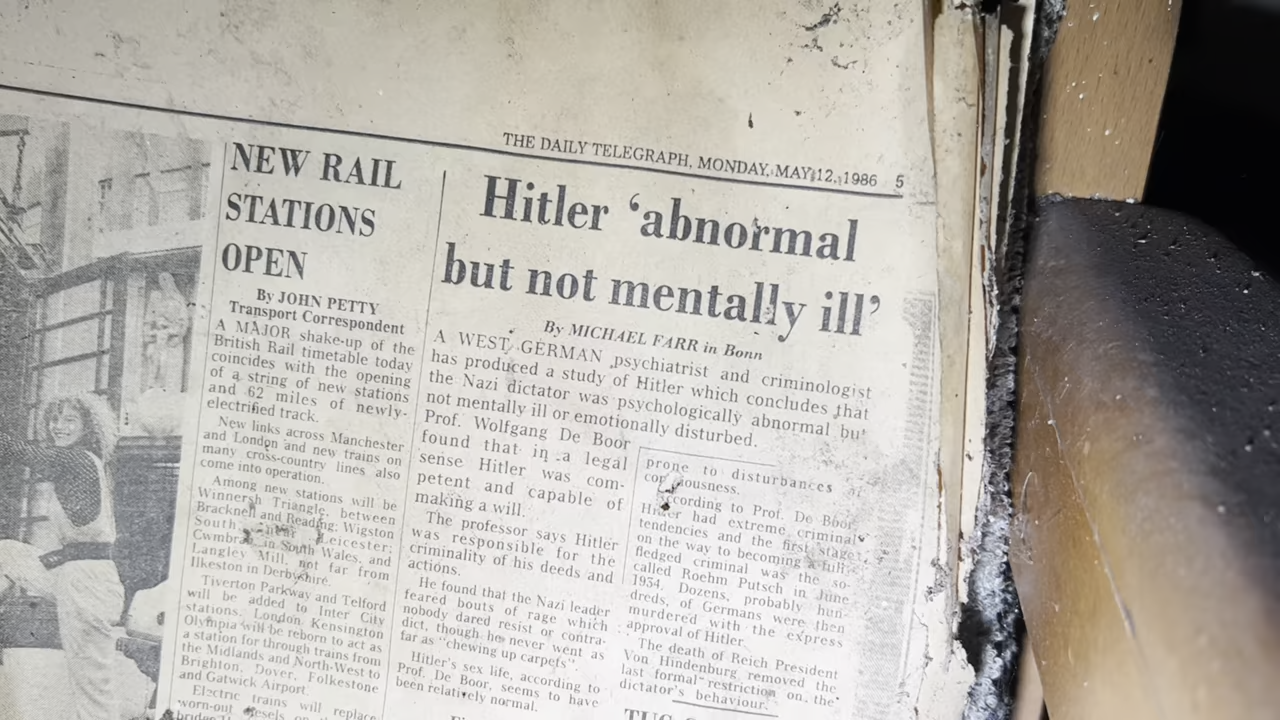 THE DAILY TELEGRAPH, MONDAY, MAY 12, 1986 5
NEW RAIL
STATIONS
OPEN
By JOHN PETTY
Transport Correspondent
A MAJOR shake-up of the
British Rail timetable today
coincides with the opening
of a string of new stations
and 62 miles of newly-
electrified track.
New links across Manchester
and London and new trains on
many cross-country lines also
come into operation.
Among new stations will be
Winnersh Triangle, between
Bracknell and Reading; Wigston
South, near Leicester;
Cwmbran in South Wales, and
Langley Mill, not far from
Ilkeston in Derbyshire.
Tiverton Parkway and Telford
will be added to Inter City
stations. London Kensington
Olympia will be reborn to act as
a station for through trains from
the Midlands and North-West to
Brighton, Dover, Folkestone
and Gatwick Airport.
Electric trains will replace
worn-out
Hitler ‘abnormal
but not mentally ill’
By MICHAEL FARR in Bonn
A WEST GERMAN psychiatrist and criminologist
has produced a study of Hitler which concludes that
the Nazi dictator was psychologically abnormal but
not mentally ill or emotionally disturbed.
Prof. Wolfgang De Boor
found that in a legal
sense Hitler was com-
petent and capable of
making a will.
The professor says Hitler
was responsible for the
criminality of his deeds and
actions.
He found that the Nazi leader
feared bouts of rage which
nobody dared resist or contra-
dict, though he never went as
far as “chewing up carpets”.
Hitler's sex life, according to
Prof. De Boor, seems to have
been relatively normal.
prone to disturbances
consciousness.
According to Prof. De Boor
Hitler had extreme criminal
tendencies and the first stage
on the way to becoming a full-
fledged criminal was the so-
called Roehm Putsch in June
1934. Dozens, probably hun-
dreds, of Germans were then
murdered with the express
approval of Hitler.
The death of Reich President
Von Hindenburg removed the
last formal restriction on the
dictator's behaviour.